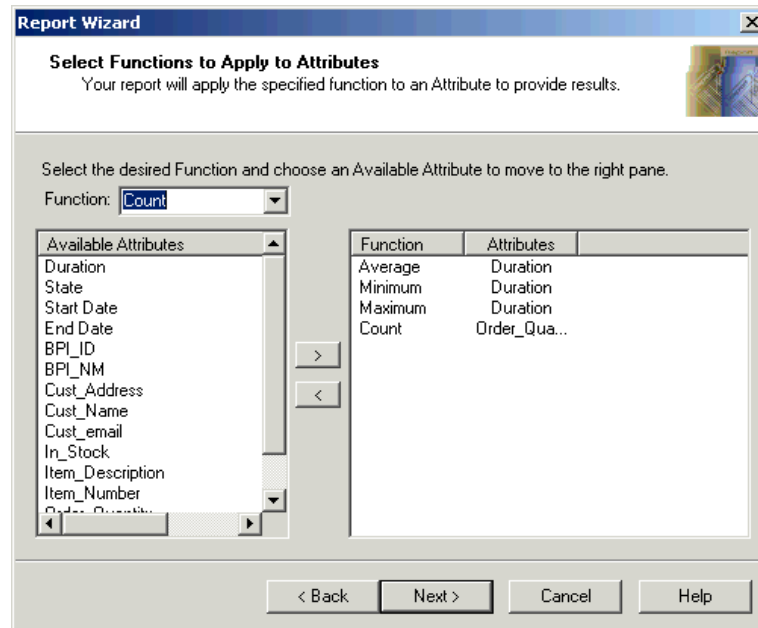 Report Wizard
Select Functions to Apply to Attributes
Your report will apply the specified function to an Attribute to provide results.
Select the desired Function and choose an Available Attribute to move to the right pane.
Function: Count
Available Attributes
Duration
State
Start Date
End Date
BPI_ID
BPI_NM
Cust_Address
Cust_Name
Cust_email
In_Stock
Item_Description
Item_Number
Order_Quantity
>
<
Function Attributes
Average Duration
Minimum Duration
Maximum Duration
Count Order_Qua...
< Back Next > Cancel Help